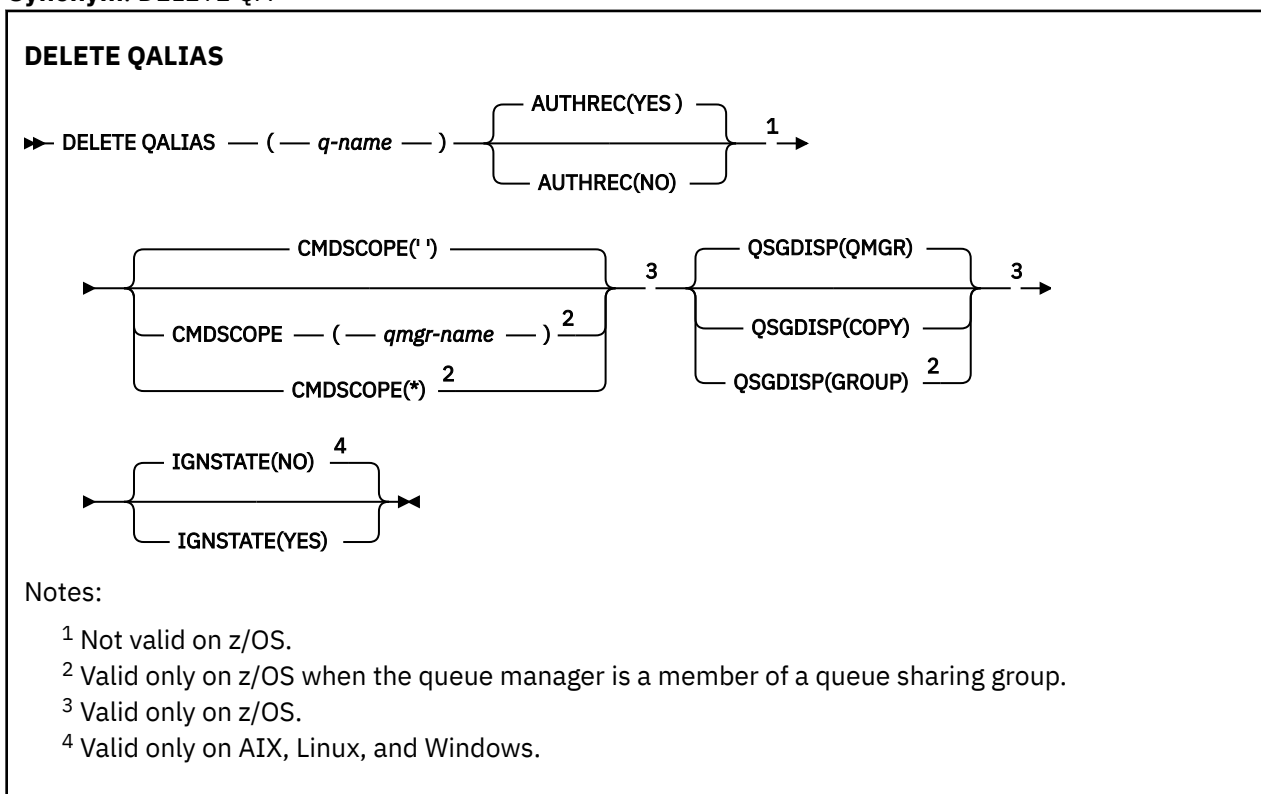 DELETE QALIAS
AUTHREC(YES )
DELETE QALIAS ( q-name ) 1
AUTHREC(NO)
CMDSCOPE(' ') QSGDISP(QMGR)
3 3
CMDSCOPE ( qmgr-name ) 2 QSGDISP(COPY)
CMDSCOPE(*) 2 QSGDISP(GROUP) 2
IGNSTATE(NO) 4
IGNSTATE(YES)
Notes:
1 Not valid on z/OS.
2 Valid only on z/OS when the queue manager is a member of a queue sharing group.
3 Valid only on z/OS.
4 Valid only on AIX, Linux, and Windows.